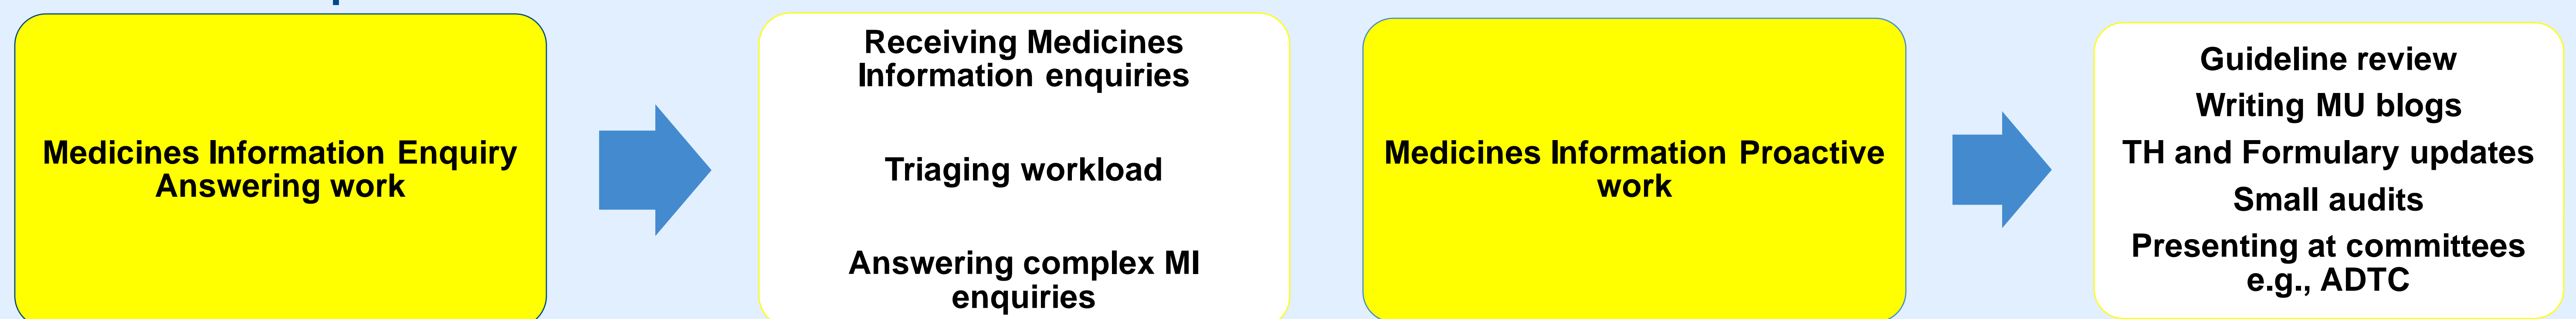 Medicines Information Enquiry
Answering work
Receiving Medicines
Information enquiries
Triaging workload
Answering complex MI
enquiries
Medicines Information Proactive
work
Guideline review
Writing MU blogs
TH and Formulary updates
Small audits
Presenting at committees
e.g., ADTC